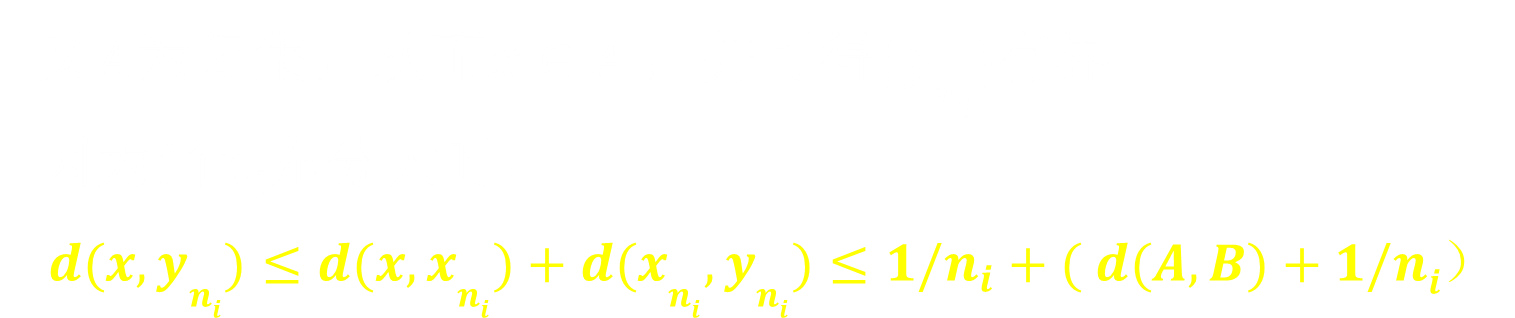 d(x, y_{n_i}) ≤ d(x, x_{n_i}) + d(x_{n_i}, y_{n_i}) ≤ 1/n_i + ( d(A, B) + 1/n_i）